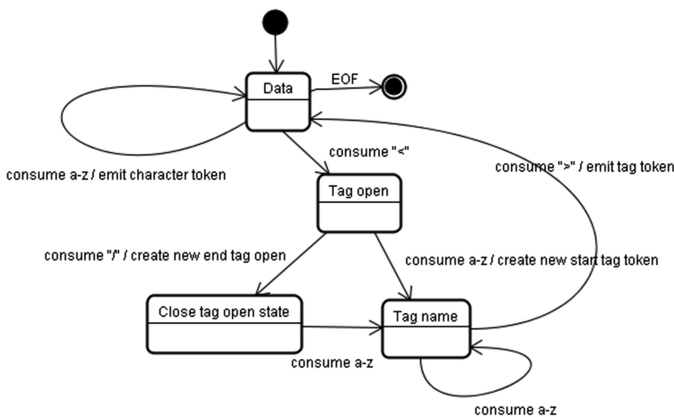 Data
EOF
consume "<"
consume a-z / emit character token
consume ">" / emit tag token
Tag open
consume "/" / create new end tag open
consume a-z / create new start tag token
Close tag open state
Tag name
consume a-z
consume a-z